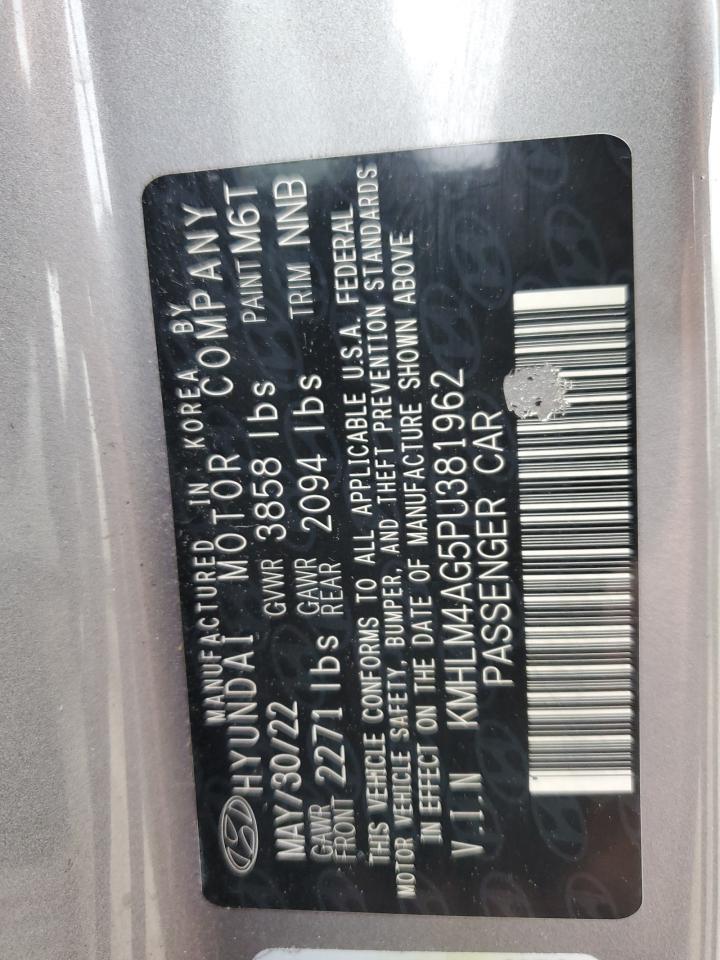 MANUFACTURED IN KOREA BY
HYUNDAI MOTOR COMPANY
MAY/30/22 GVWR 3858 lbs PAINT M6T
GAWR FRONT 2271 lbs GAWR REAR 2094 lbs TRIM NNB
THIS VEHICLE CONFORMS TO ALL APPLICABLE U.S.A. FEDERAL
MOTOR VEHICLE SAFETY, BUMPER, AND THEFT PREVENTION STANDARDS
IN EFFECT ON THE DATE OF MANUFACTURE SHOWN ABOVE
V.I.N KMHLM4AG5PU381962
PASSENGER CAR